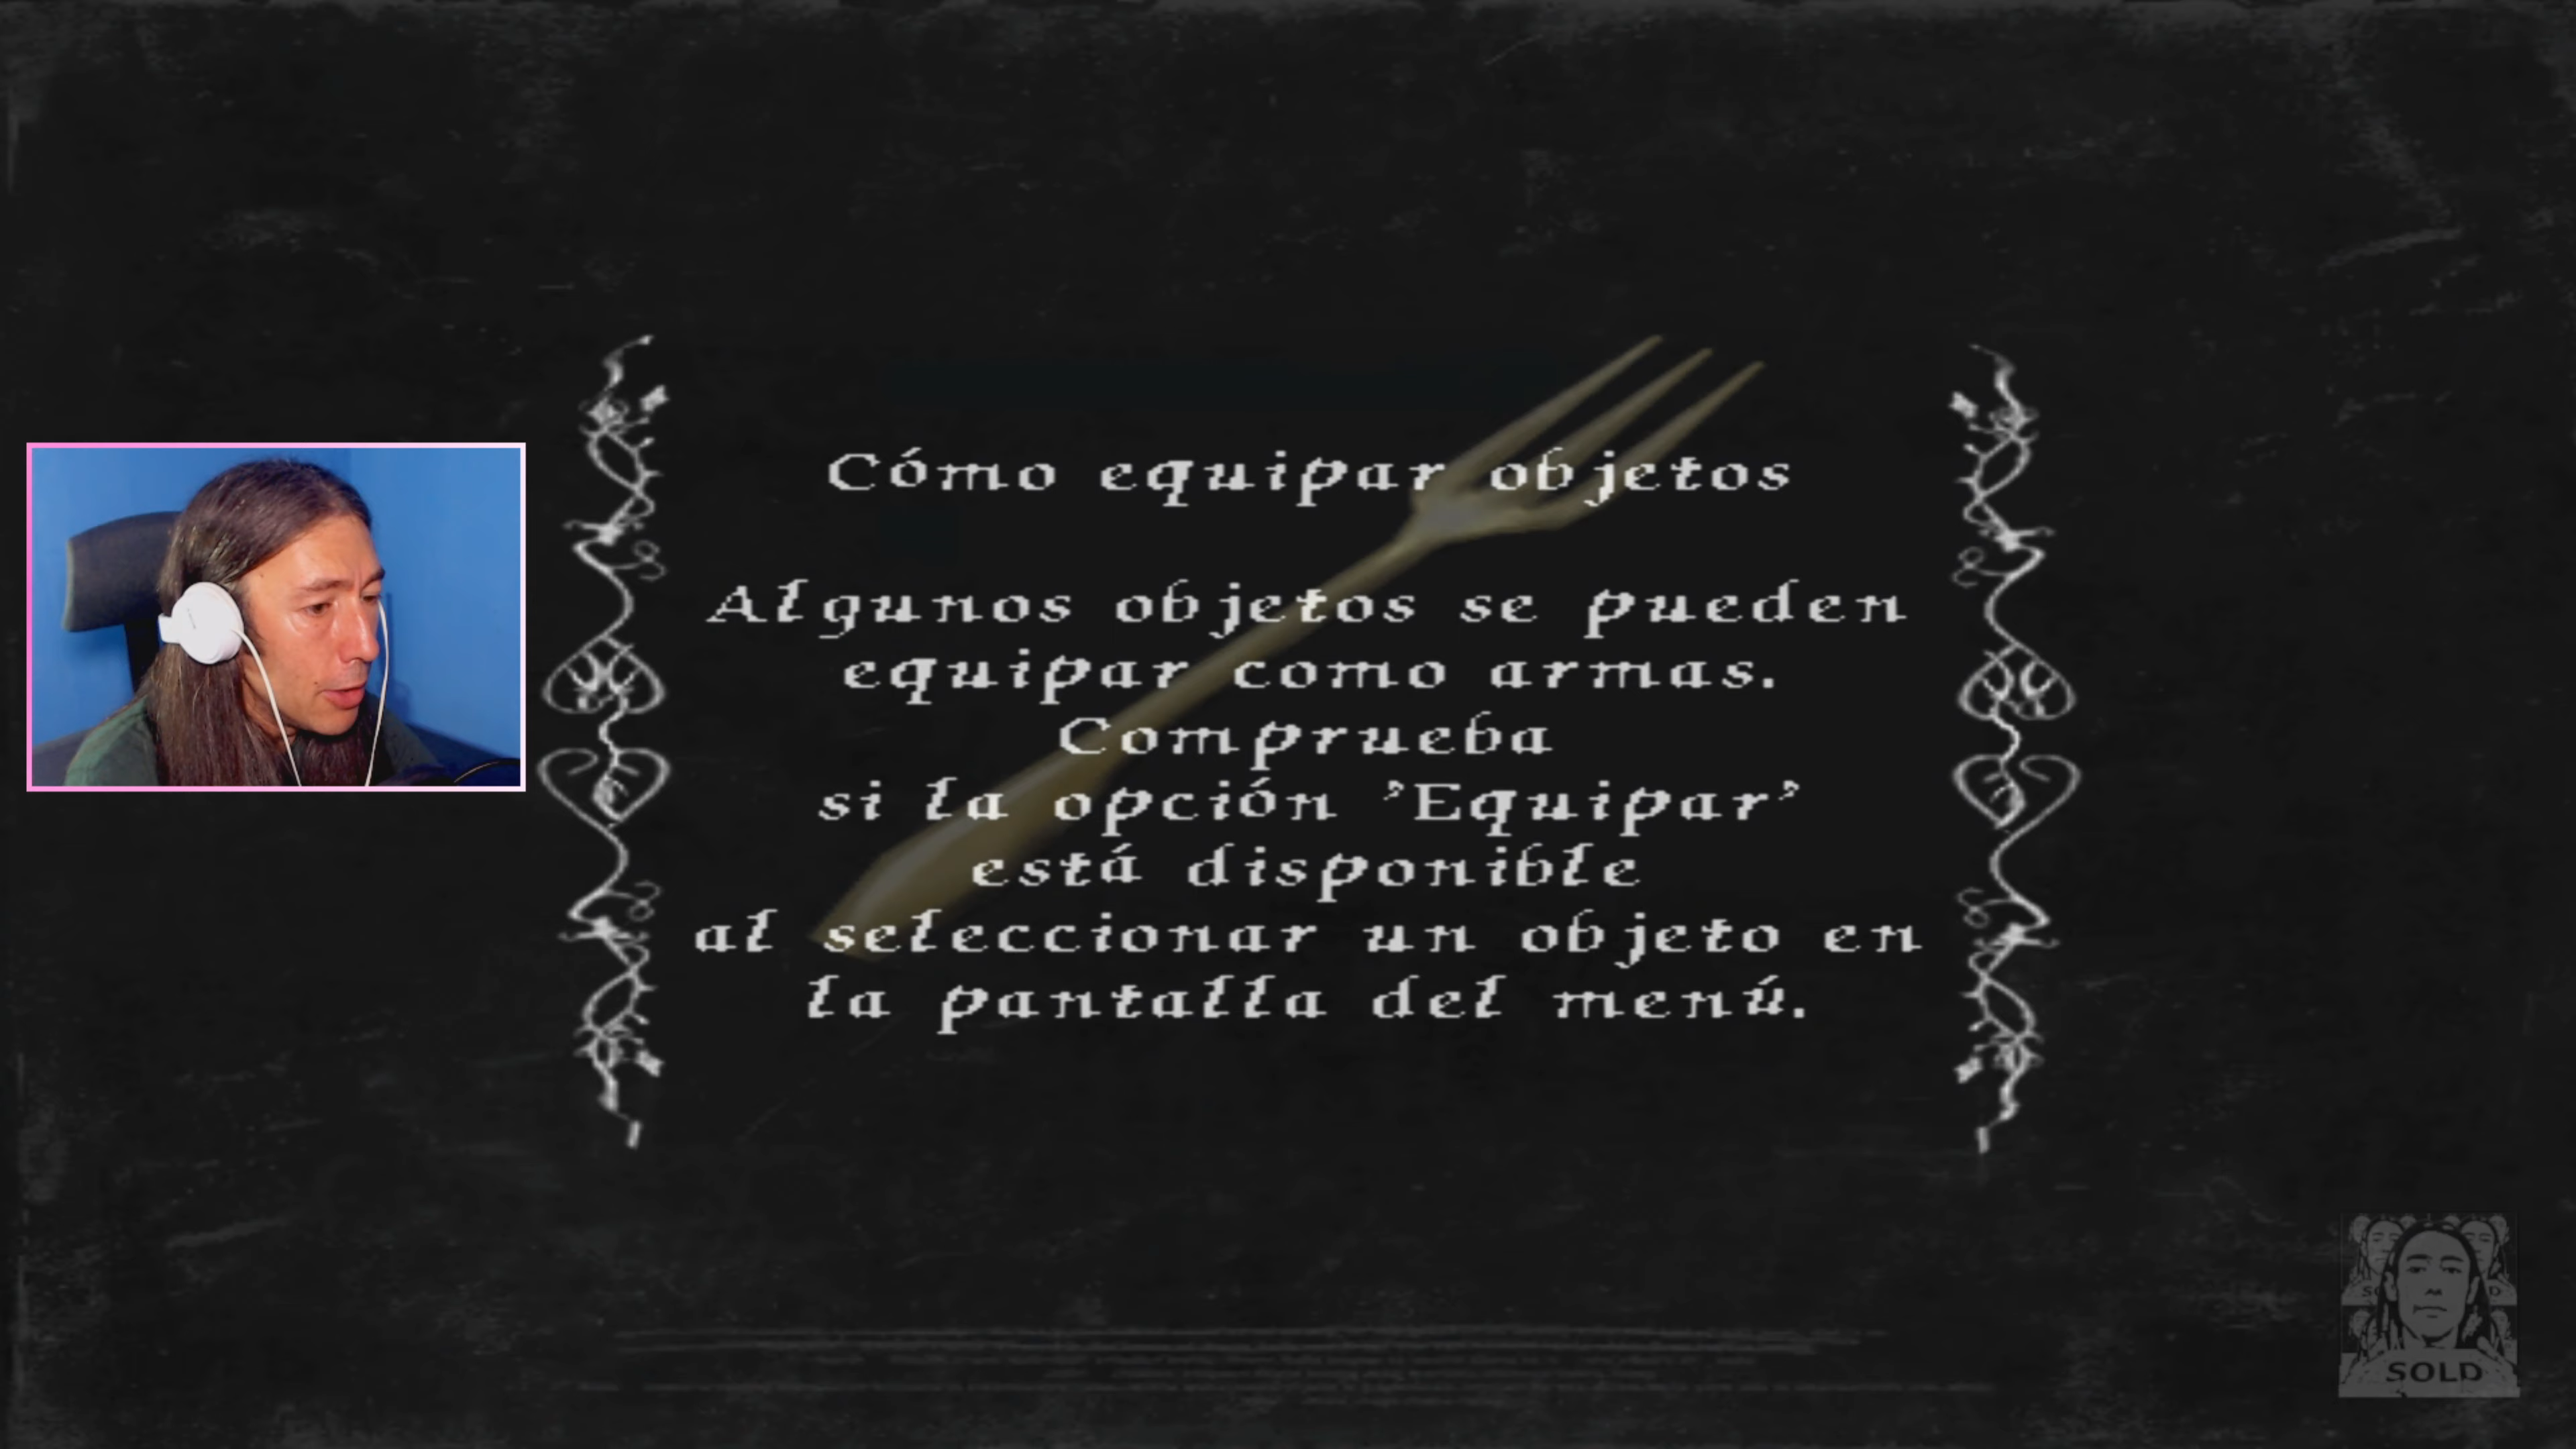 Cómo equipar objetos
Algunos objetos se pueden
equipar como armas.
Comprueba
si la opción 'Equipar'
está disponible
al seleccionar un objeto en
la pantalla del menú.
SOLD